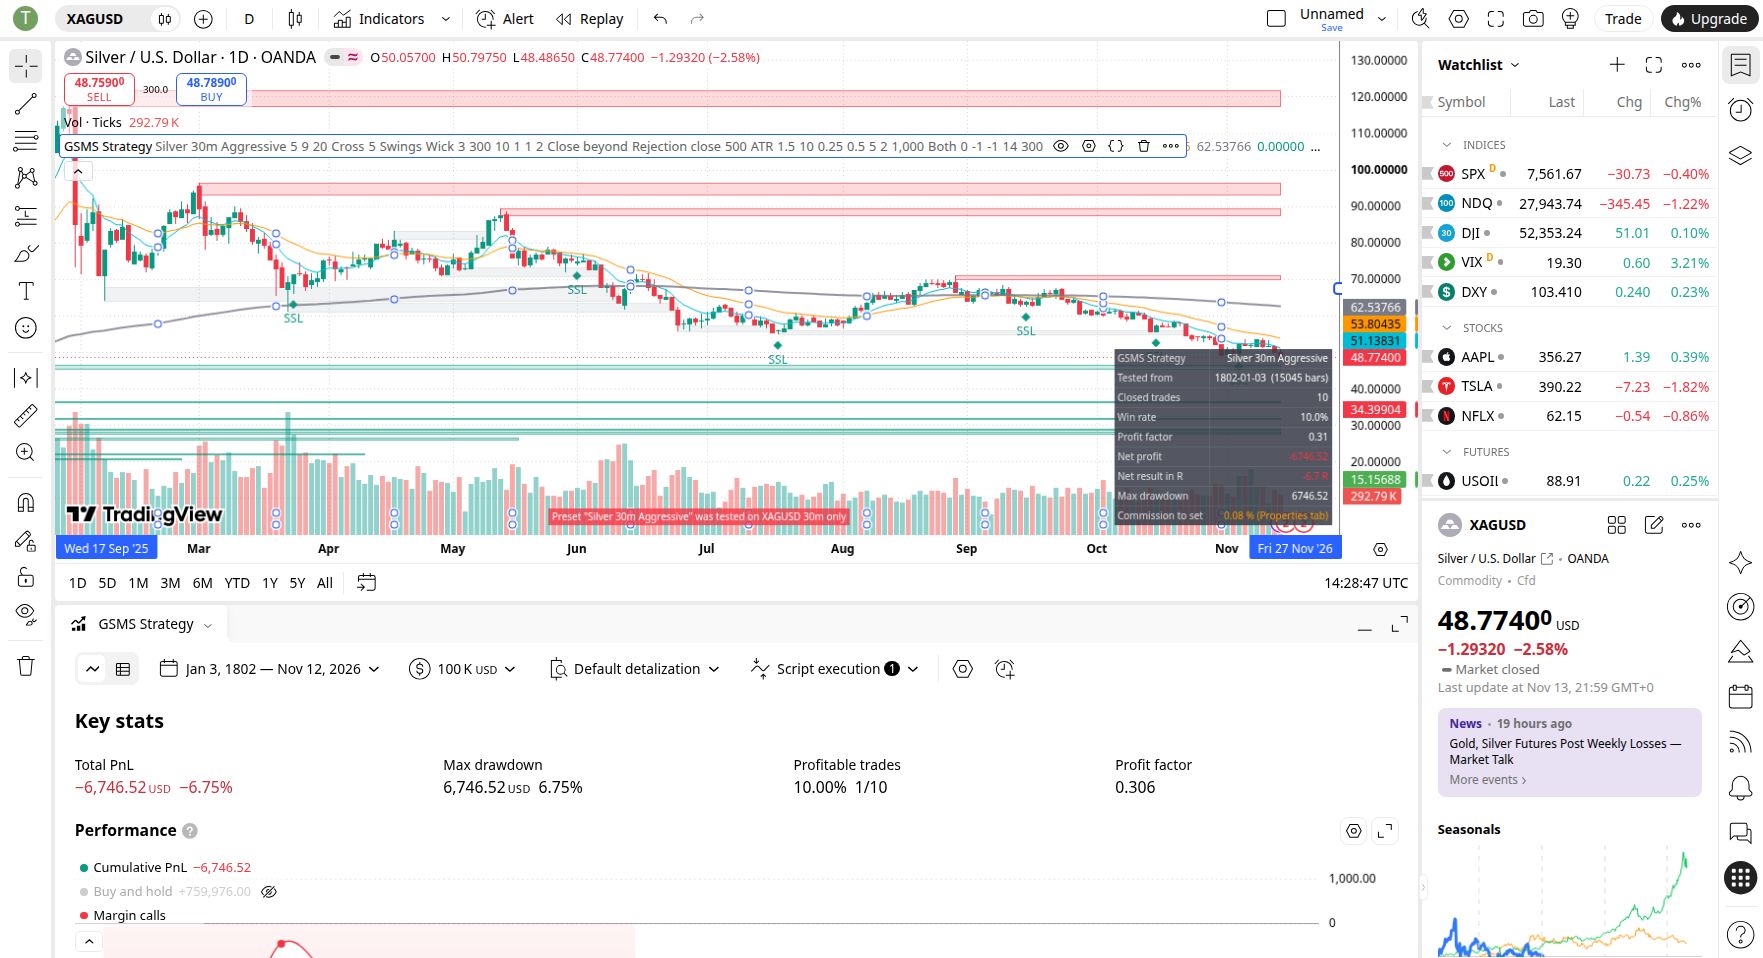 T XAGUSD D Indicators Alert Replay Unnamed Save Trade Upgrade
Silver / U.S. Dollar · 1D · OANDA O50.05700 H50.79750 L48.48650 C48.77400 −1.29320 (−2.58%)
48.75900 SELL 300.0 48.78900 BUY
Vol · Ticks 292.79 K
GSMS Strategy Silver 30m Aggressive 5 9 20 Cross 5 Swings Wick 3 300 10 1 1 2 Close beyond Rejection close 500 ATR 1.5 10 0.25 0.5 5 2 1,000 Both 0 -1 -1 14 300 62.53766 0.00000 ...
130.00000
120.00000
110.00000
100.00000
90.00000
80.00000
70.00000
62.53766
53.80435
51.13831
48.77400
40.00000
34.39904
30.00000
20.00000
15.15688
292.79 K
SSL
SSL
SSL
SSL
GSMS Strategy Silver 30m Aggressive
Tested from 1802-01-03 (15045 bars)
Closed trades 10
Win rate 10.0%
Profit factor 0.31
Net profit -6746.52
Net result in R -6.7 R
Max drawdown 6746.52
Commission to set 0.08 % (Properties tab)
TradingView
Preset "Silver 30m Aggressive" was tested on XAGUSD 30m only
Wed 17 Sep '25 Mar Apr May Jun Jul Aug Sep Oct Nov Fri 27 Nov '26
1D 5D 1M 3M 6M YTD 1Y 5Y All 14:28:47 UTC
GSMS Strategy
Jan 3, 1802 — Nov 12, 2026 100 K USD Default detalization Script execution 1
Key stats
Total PnL Max drawdown Profitable trades Profit factor
−6,746.52 USD −6.75% 6,746.52 USD 6.75% 10.00% 1/10 0.306
Performance ?
Cumulative PnL −6,746.52
Buy and hold +759,976.00
Margin calls
1,000.00
0
Watchlist
Symbol Last Chg Chg%
INDICES
500 SPX D 7,561.67 −30.73 −0.40%
100 NDQ 27,943.74 −345.45 −1.22%
30 DJI 52,353.24 51.01 0.10%
VIX D 19.30 0.60 3.21%
$ DXY 103.410 0.240 0.23%
STOCKS
AAPL 356.27 1.39 0.39%
TSLA 390.22 −7.23 −1.82%
N NFLX 62.15 −0.54 −0.86%
FUTURES
USOIL 88.91 0.22 0.25%
XAGUSD
Silver / U.S. Dollar · OANDA
Commodity · Cfd
48.77400 USD
−1.29320 −2.58%
Market closed
Last update at Nov 13, 21:59 GMT+0
News · 19 hours ago
Gold, Silver Futures Post Weekly Losses —
Market Talk
More events ›
Seasonals